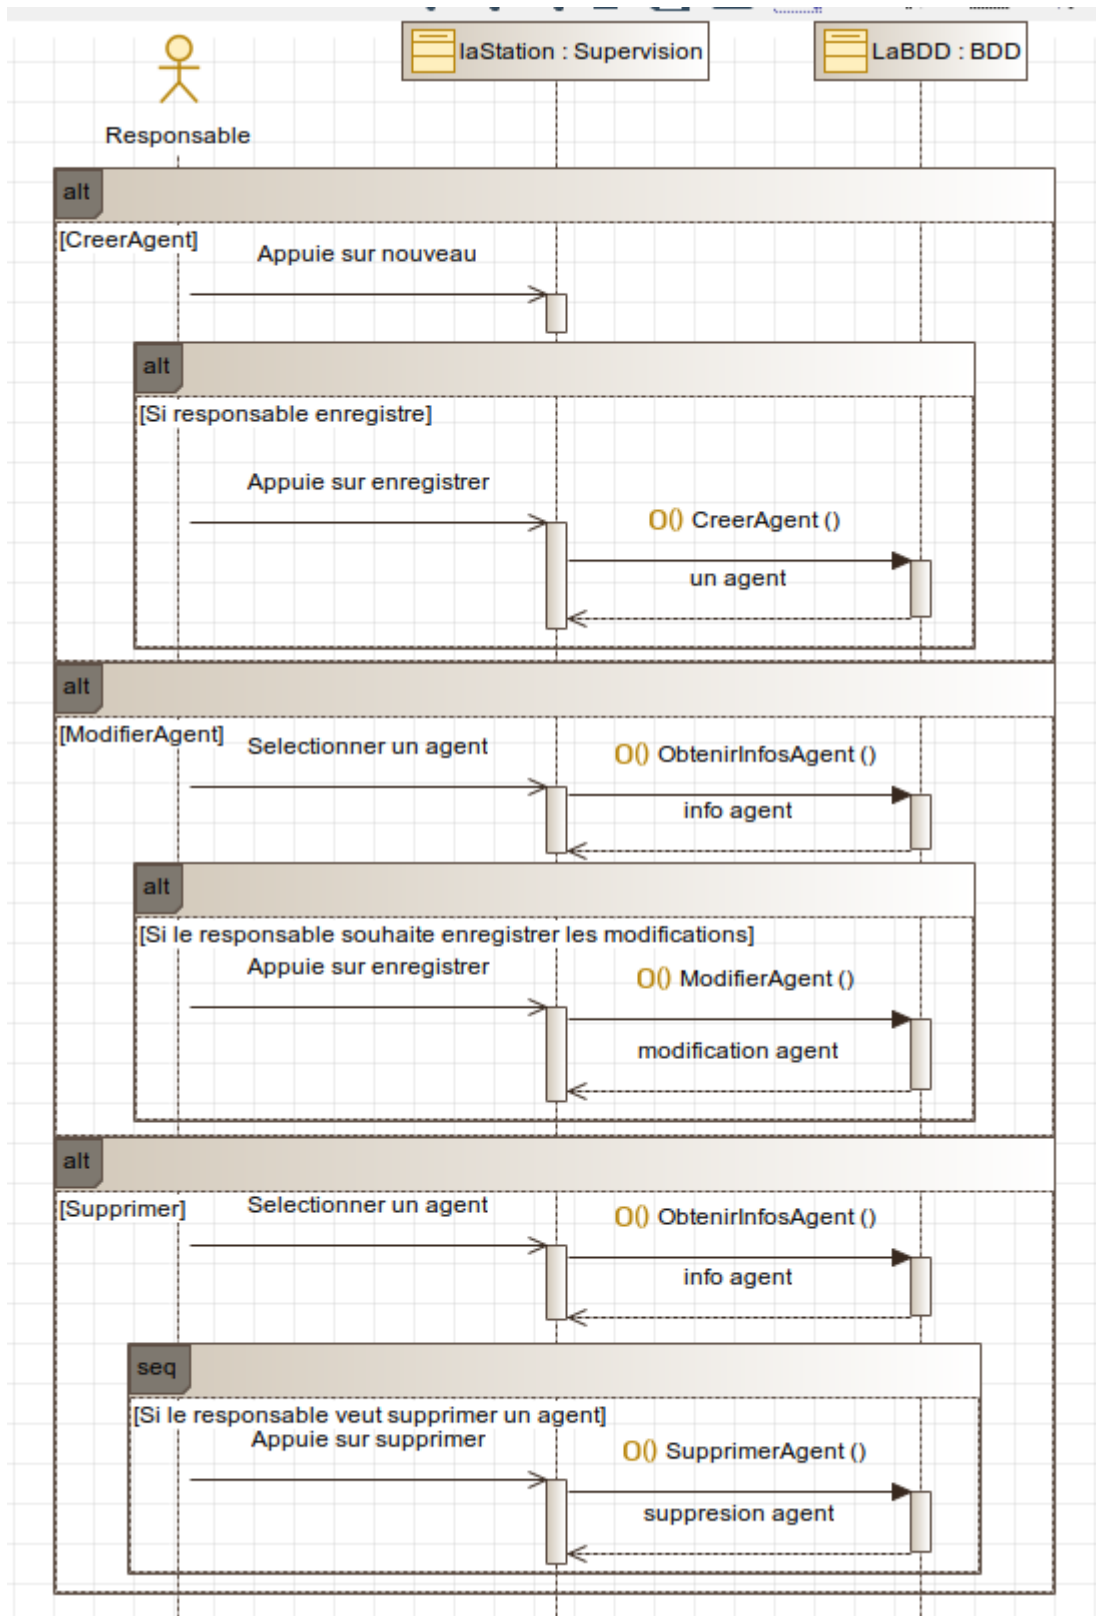 laStation : Supervision
LaBDD : BDD
Responsable
alt
[CreerAgent]
Appuie sur nouveau
alt
[Si responsable enregistre]
Appuie sur enregistrer
O() CreerAgent ()
un agent
alt
[ModifierAgent]
Selectionner un agent
O() ObtenirInfosAgent ()
info agent
alt
[Si le responsable souhaite enregistrer les modifications]
Appuie sur enregistrer
O() ModifierAgent ()
modification agent
alt
[Supprimer]
Selectionner un agent
O() ObtenirInfosAgent ()
info agent
seq
[Si le responsable veut supprimer un agent]
Appuie sur supprimer
O() SupprimerAgent ()
suppresion agent